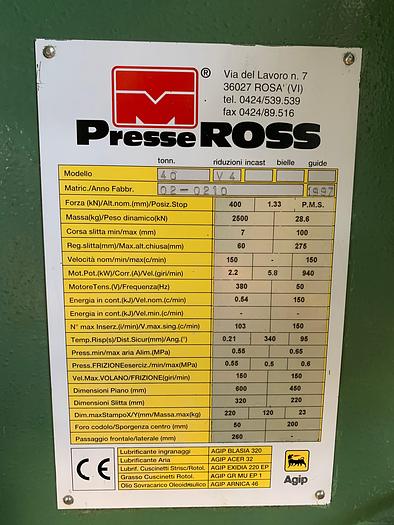 ®
Via del Lavoro n. 7
36027 ROSA' (VI)
tel. 0424/539.539
fax 0424/89.516
Presse ROSS
tonn. riduzioni incast bielle guide
Modello 40 V 4
Matric./Anno Fabbr. 02-0210 1997
Forza (kN)/Alt.nom.(mm)/Posiz.Stop 400 1.33 P.M.S.
Massa(kg)/Peso dinamico(kN) 2500 28.6
Corsa slitta min/max (mm) 7 100
Reg.slitta(mm)/Max.alt.chiusa(mm) 60 275
Velocità nom/min/max(c/min) 150 - 150
Mot.Pot.(kW)/Corr.(A)/Vel.(giri/min) 2.2 5.8 940
MotoreTens.(V)/Frequenza(Hz) 380 50
Energia in cont.(kJ)/Vel.nom.(c/min) 0.54 150
Energia in cont.(kJ)/Vel.min.(c/min) - -
N° max Inserz.(i/min)/V.max.sing.(c/min) 103 150
Temp.Risp(s)/Dist.Sicur(mm)/Ang.(°) 0.21 340 95
Press.min/max aria Alim.(MPa) 0.55 0.65
Press.FRIZIONEeserciz./min/max(MPa) 0.55 0.5 0.6
Vel.Max.VOLANO/FRIZIONE(giri/min) 150 150
Dimensioni Piano (mm) 600 450
Dimensioni Slitta (mm) 320 220
Dim.maxStampoX/Y(mm)/Massa.max(kg) 220 120 23
Foro codolo/Sporgenza centro (mm) 50 200
Passaggio frontale/laterale (mm) 260 -
CE
Lubrificante ingranaggi AGIP BLASIA 320
Lubrificante Aria AGIP ACER 32
Lubrif. Cuscinetti Strisc/Rotol. AGIP EXIDIA 220 EP
Grasso Cuscinetti Rotol. AGIP GR MU EP 1
Olio Sovracarico Oleoidraulico AGIP ARNICA 46
Agip